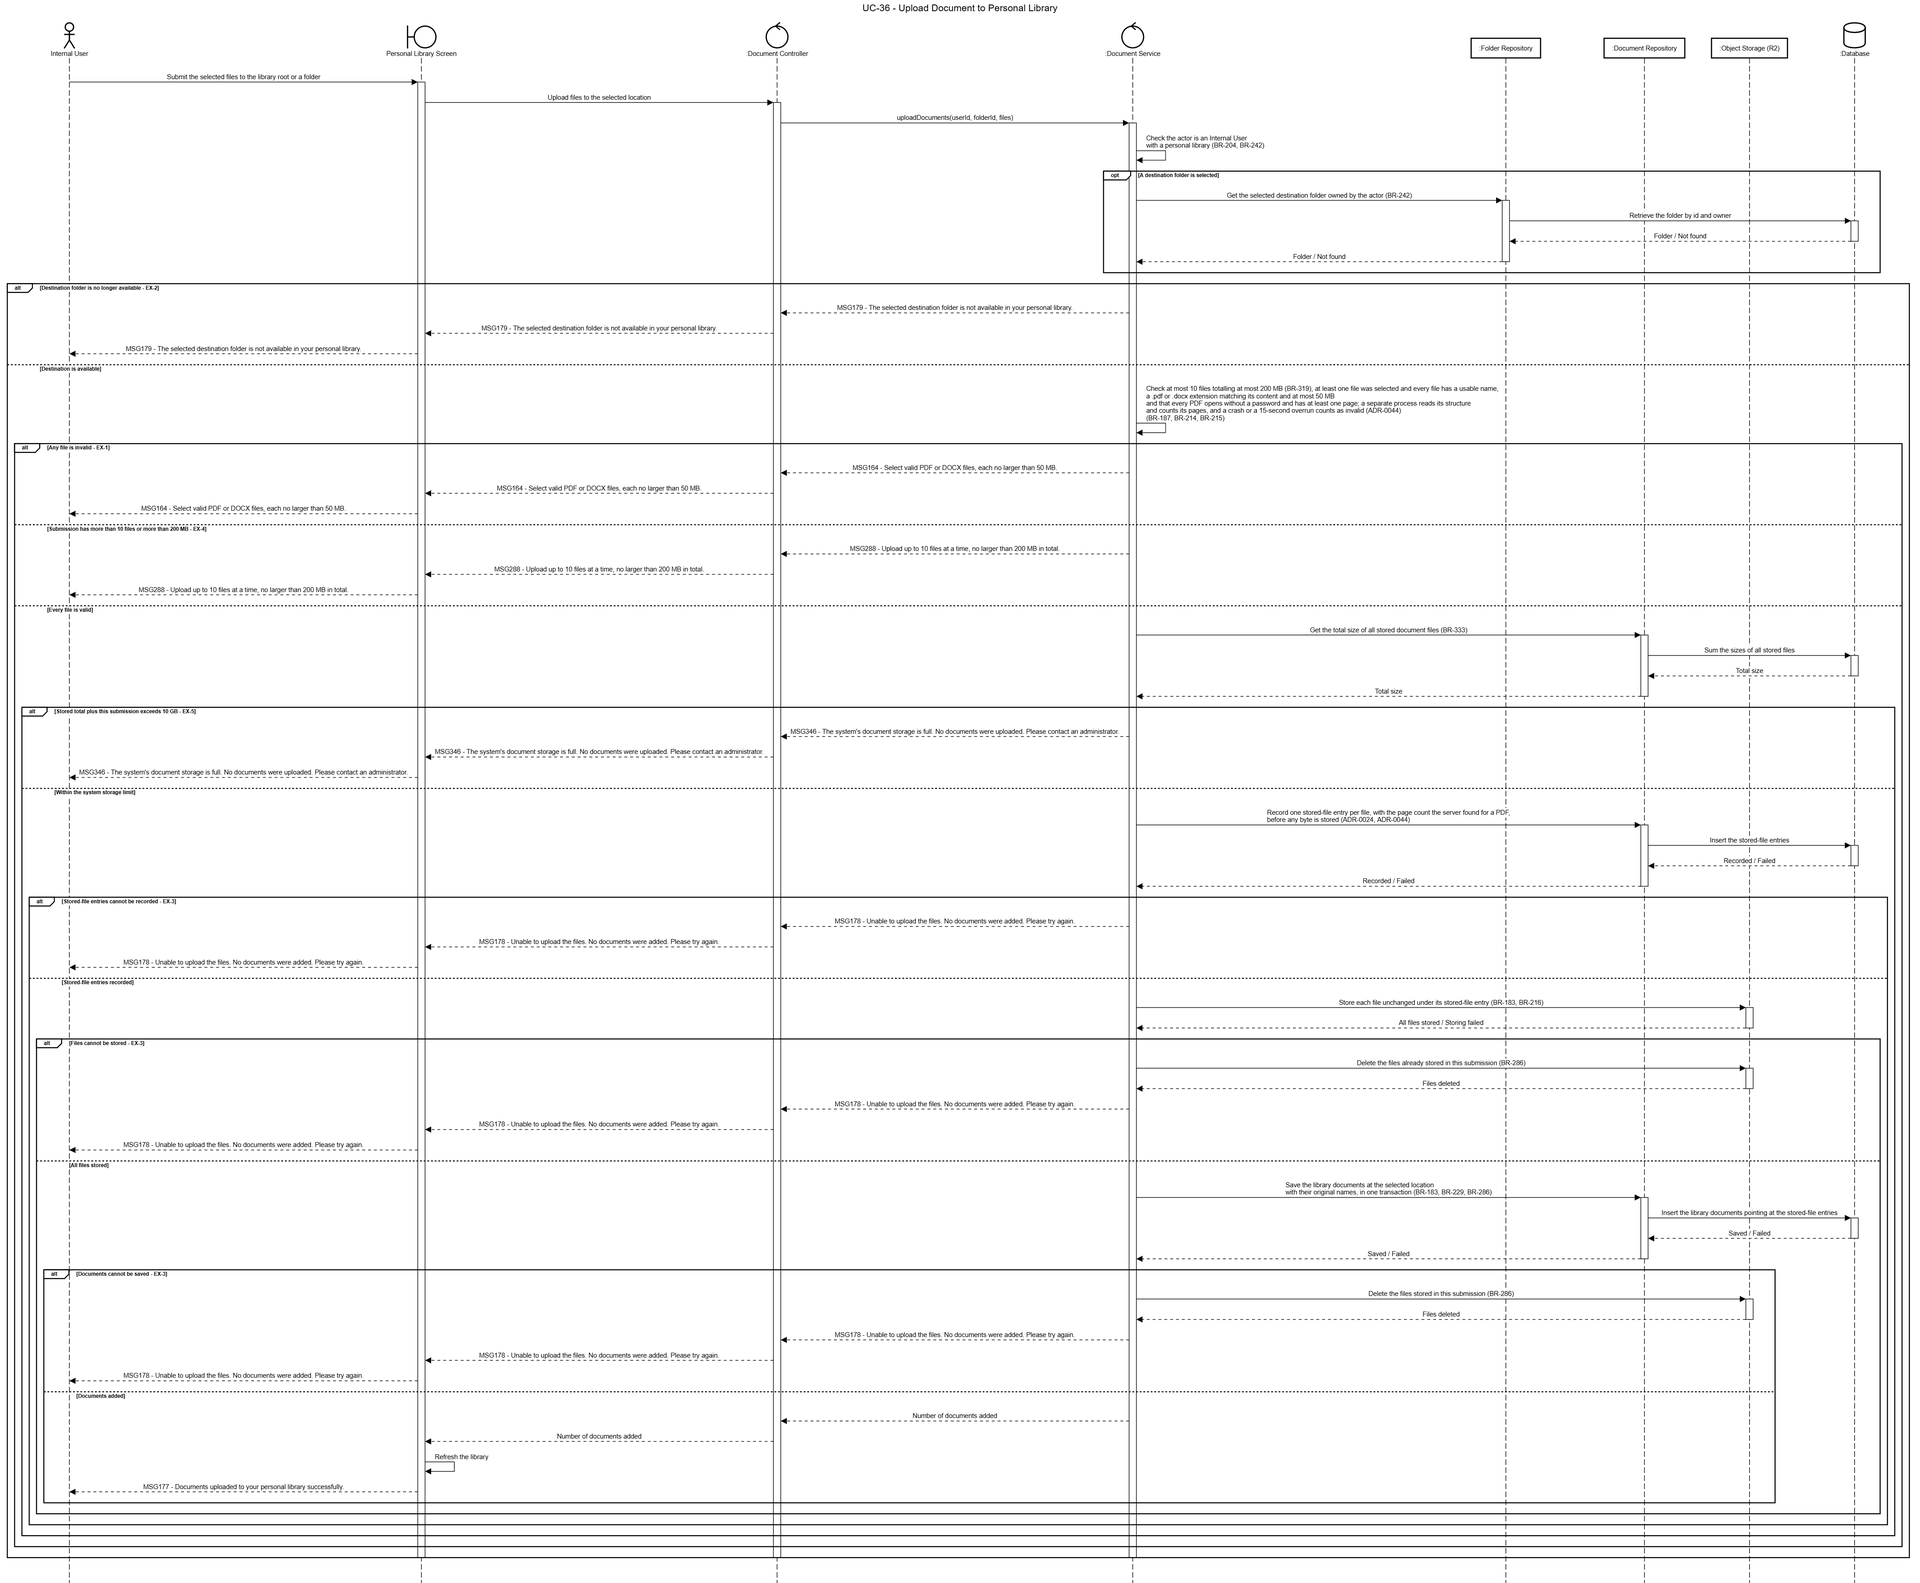 UC-36 - Upload Document to Personal Library
Internal User
Personal Library Screen
:Document Controller
:Document Service
:Folder Repository
:Document Repository
:Object Storage (R2)
:Database
Submit the selected files to the library root or a folder
Upload files to the selected location
uploadDocuments(userId, folderId, files)
Check the actor is an Internal User
with a personal library (BR-204, BR-242)
opt
[A destination folder is selected]
Get the selected destination folder owned by the actor (BR-242)
Retrieve the folder by id and owner
Folder / Not found
Folder / Not found
alt
[Destination folder is no longer available - EX-2]
MSG179 - The selected destination folder is not available in your personal library.
MSG179 - The selected destination folder is not available in your personal library.
MSG179 - The selected destination folder is not available in your personal library.
[Destination is available]
Check at most 10 files totalling at most 200 MB (BR-319), at least one file was selected and every file has a usable name,
a .pdf or .docx extension matching its content and at most 50 MB
and that every PDF opens without a password and has at least one page; a separate process reads its structure
and counts its pages, and a crash or a 15-second overrun counts as invalid (ADR-0044)
(BR-187, BR-214, BR-215)
alt
[Any file is invalid - EX-1]
MSG164 - Select valid PDF or DOCX files, each no larger than 50 MB.
MSG164 - Select valid PDF or DOCX files, each no larger than 50 MB.
MSG164 - Select valid PDF or DOCX files, each no larger than 50 MB.
[Submission has more than 10 files or more than 200 MB - EX-4]
MSG288 - Upload up to 10 files at a time, no larger than 200 MB in total.
MSG288 - Upload up to 10 files at a time, no larger than 200 MB in total.
MSG288 - Upload up to 10 files at a time, no larger than 200 MB in total.
[Every file is valid]
Get the total size of all stored document files (BR-333)
Sum the sizes of all stored files
Total size
Total size
alt
[Stored total plus this submission exceeds 10 GB - EX-5]
MSG346 - The system's document storage is full. No documents were uploaded. Please contact an administrator.
MSG346 - The system's document storage is full. No documents were uploaded. Please contact an administrator.
MSG346 - The system's document storage is full. No documents were uploaded. Please contact an administrator.
[Within the system storage limit]
Record one stored-file entry per file, with the page count the server found for a PDF,
before any byte is stored (ADR-0024, ADR-0044)
Insert the stored-file entries
Recorded / Failed
Recorded / Failed
alt
[Stored-file entries cannot be recorded - EX-3]
MSG178 - Unable to upload the files. No documents were added. Please try again.
MSG178 - Unable to upload the files. No documents were added. Please try again.
MSG178 - Unable to upload the files. No documents were added. Please try again.
[Stored-file entries recorded]
Store each file unchanged under its stored-file entry (BR-183, BR-216)
All files stored / Storing failed
alt
[Files cannot be stored - EX-3]
Delete the files already stored in this submission (BR-286)
Files deleted
MSG178 - Unable to upload the files. No documents were added. Please try again.
MSG178 - Unable to upload the files. No documents were added. Please try again.
MSG178 - Unable to upload the files. No documents were added. Please try again.
[All files stored]
Save the library documents at the selected location
with their original names, in one transaction (BR-183, BR-229, BR-286)
Insert the library documents pointing at the stored-file entries
Saved / Failed
Saved / Failed
alt
[Documents cannot be saved - EX-3]
Delete the files stored in this submission (BR-286)
Files deleted
MSG178 - Unable to upload the files. No documents were added. Please try again.
MSG178 - Unable to upload the files. No documents were added. Please try again.
MSG178 - Unable to upload the files. No documents were added. Please try again.
[Documents added]
Number of documents added
Number of documents added
Refresh the library
MSG177 - Documents uploaded to your personal library successfully.